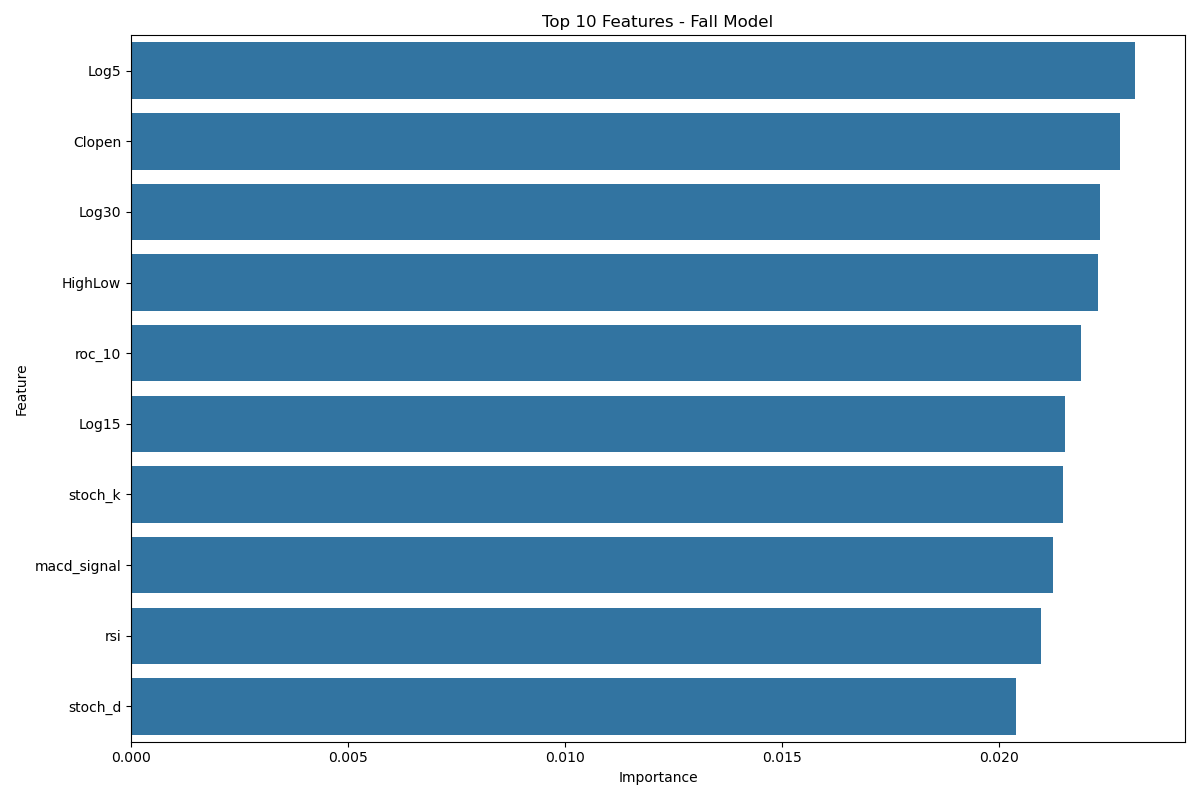 Top 10 Features - Fall Model
Feature
Log5
Clopen
Log30
HighLow
roc_10
Log15
stoch_k
macd_signal
rsi
stoch_d
0.000 0.005 0.010 0.015 0.020
Importance